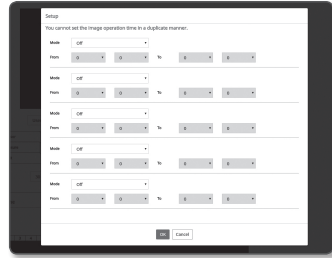 Setup
You cannot set the image operation time in a duplicate manner.
Mode Off
From 0 0 To 0 0
Mode Off
From 0 0 To 0 0
Mode Off
From 0 0 To 0 0
Mode Off
From 0 0 To 0 0
Mode Off
From 0 0 To 0 0
OK Cancel